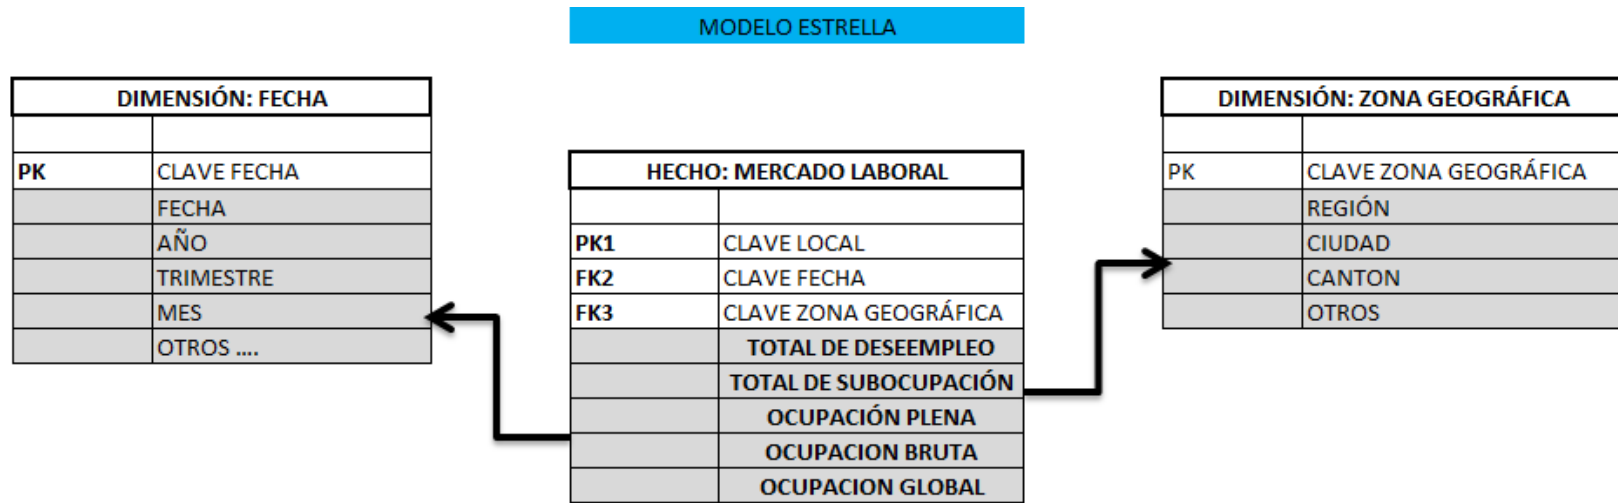 MODELO ESTRELLA
DIMENSIÓN: FECHA
PK CLAVE FECHA
FECHA
AÑO
TRIMESTRE
MES
OTROS ....
HECHO: MERCADO LABORAL
PK1 CLAVE LOCAL
FK2 CLAVE FECHA
FK3 CLAVE ZONA GEOGRÁFICA
TOTAL DE DESEEMPLEO
TOTAL DE SUBOCUPACIÓN
OCUPACIÓN PLENA
OCUPACION BRUTA
OCUPACION GLOBAL
DIMENSIÓN: ZONA GEOGRÁFICA
PK CLAVE ZONA GEOGRÁFICA
REGIÓN
CIUDAD
CANTON
OTROS